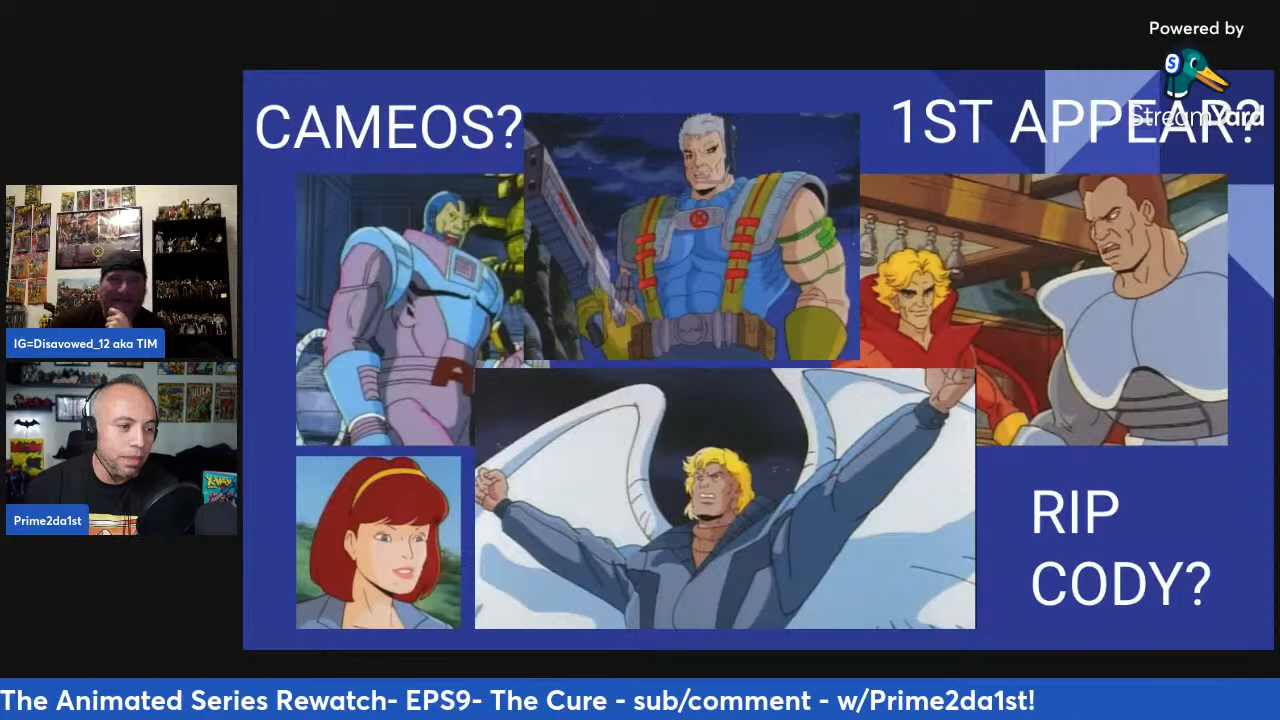 Powered by
StreamYard
CAMEOS?
1ST APPEAR?
IG=Disavowed_12 aka TIM
Prime2da1st
X-MEN
RIP
CODY?
The Animated Series Rewatch- EPS9- The Cure - sub/comment - w/Prime2da1st!